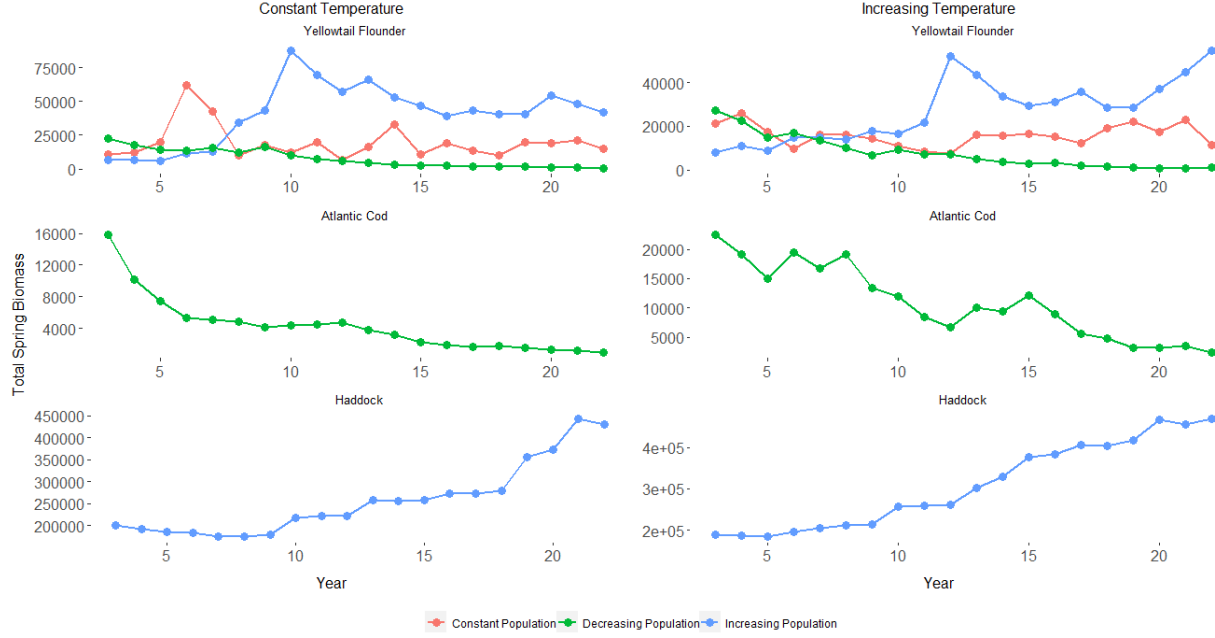 Constant Temperature
Increasing Temperature
Yellowtail Flounder
Yellowtail Flounder
75000
50000
25000
0
5 10 15 20
40000
20000
0
5 10 15 20
Atlantic Cod
Atlantic Cod
16000
12000
8000
4000
5 10 15 20
20000
15000
10000
5000
5 10 15 20
Total Spring Biomass
Haddock
Haddock
450000
400000
350000
300000
250000
200000
5 10 15 20
4e+05
3e+05
2e+05
5 10 15 20
Year
Year
Constant Population Decreasing Population Increasing Population